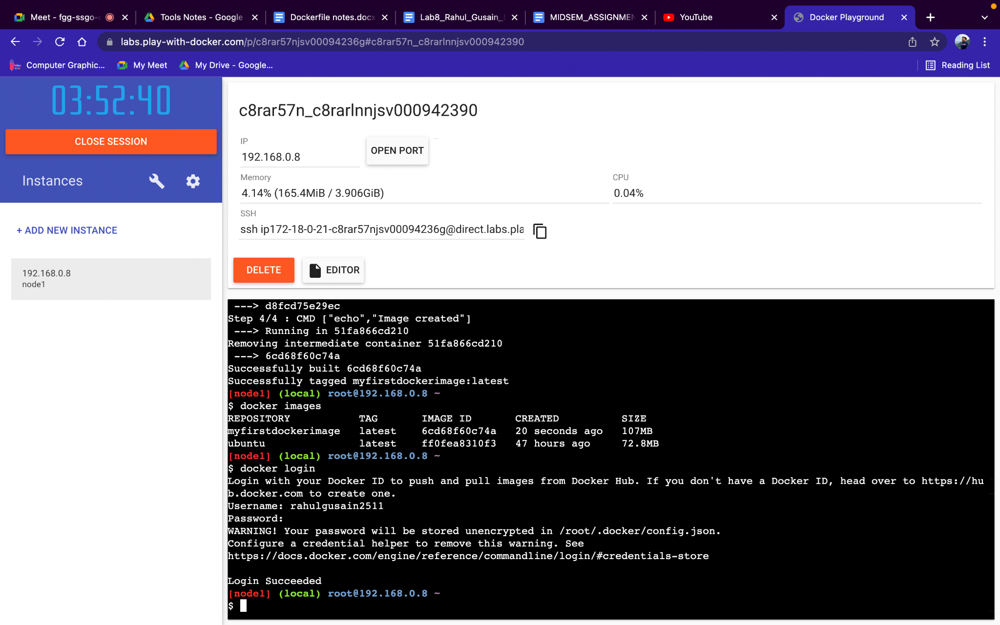 Meet - fgg-ssgo-
Tools Notes - Google
Dockerfile notes.docx
Lab8_Rahul_Gusain_
MIDSEM_ASSIGNMEN
YouTube
Docker Playground
labs.play-with-docker.com/p/c8rar57njsv00094236g#c8rar57n_c8rarlnnjsv000942390
Computer Graphic...
My Meet
My Drive - Google...
Reading List
03:52:40
CLOSE SESSION
Instances
+ ADD NEW INSTANCE
192.168.0.8
node1
c8rar57n_c8rarlnnjsv000942390
IP
192.168.0.8
OPEN PORT
Memory
4.14% (165.4MiB / 3.906GiB)
CPU
0.04%
SSH
ssh ip172-18-0-21-c8rar57njsv00094236g@direct.labs.pla
DELETE
EDITOR
---> d8fcd75e29ec
Step 4/4 : CMD ["echo","Image created"]
---> Running in 51fa866cd210
Removing intermediate container 51fa866cd210
---> 6cd68f60c74a
Successfully built 6cd68f60c74a
Successfully tagged myfirstdockerimage:latest
[node1] (local) root@192.168.0.8 ~
$ docker images
REPOSITORY TAG IMAGE ID CREATED SIZE
myfirstdockerimage latest 6cd68f60c74a 20 seconds ago 107MB
ubuntu latest ff0fea8310f3 47 hours ago 72.8MB
[node1] (local) root@192.168.0.8 ~
$ docker login
Login with your Docker ID to push and pull images from Docker Hub. If you don't have a Docker ID, head over to https://hu
b.docker.com to create one.
Username: rahulgusain2511
Password:
WARNING! Your password will be stored unencrypted in /root/.docker/config.json.
Configure a credential helper to remove this warning. See
https://docs.docker.com/engine/reference/commandline/login/#credentials-store
Login Succeeded
[node1] (local) root@192.168.0.8 ~
$